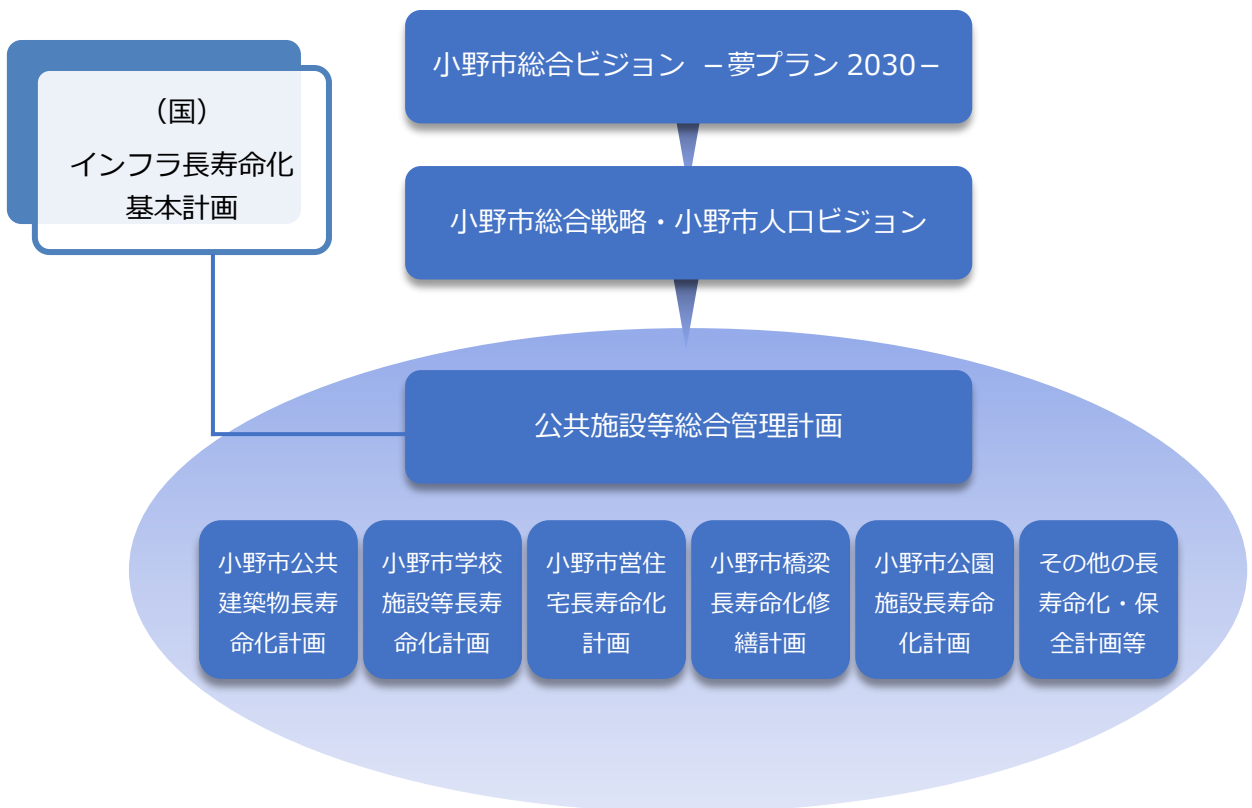 小野市総合ビジョン －夢プラン 2030－
（国）
インフラ長寿命化
基本計画
小野市総合戦略・小野市人口ビジョン
公共施設等総合管理計画
小野市公共
建築物長寿
命化計画
小野市学校
施設等長寿
命化計画
小野市営住
宅長寿命化
計画
小野市橋梁
長寿命化修
繕計画
小野市公園
施設長寿命
化計画
その他の長
寿命化・保
全計画等